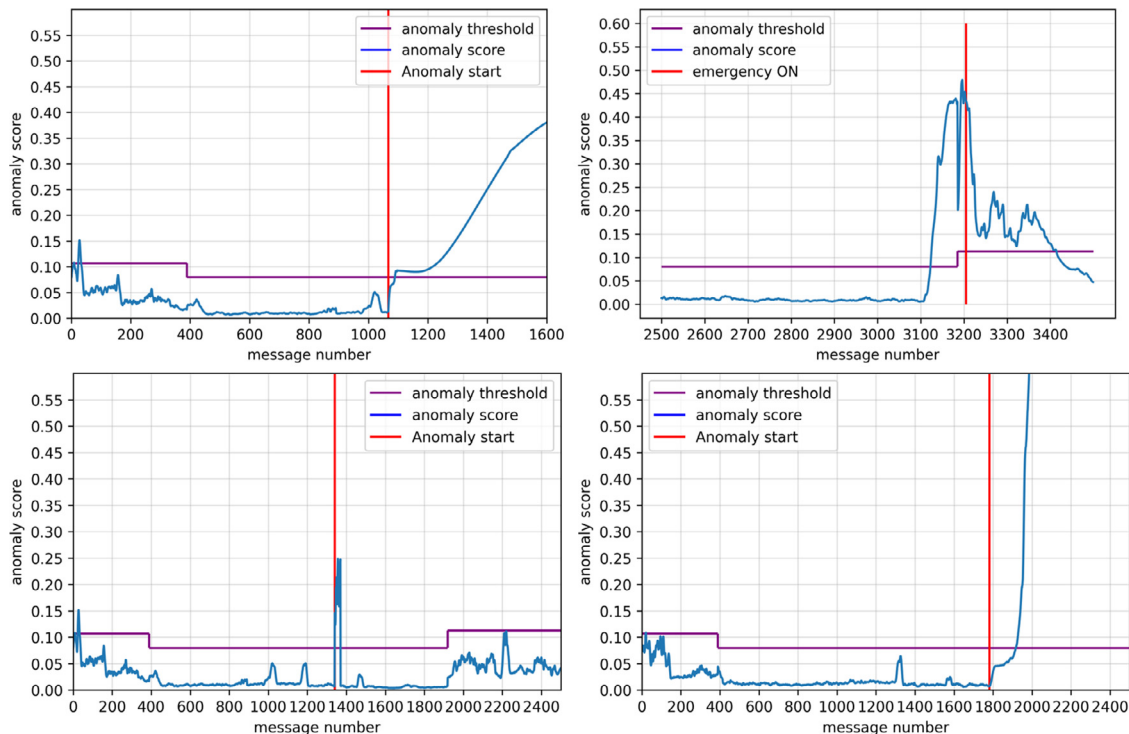 anomaly threshold
anomaly score
Anomaly start
0.55
0.50
0.45
0.40
0.35
0.30
0.25
0.20
0.15
0.10
0.05
0.00
anomaly score
0 200 400 600 800 1000 1200 1400 1600
message number
anomaly threshold
anomaly score
emergency ON
0.60
0.55
0.50
0.45
0.40
0.35
0.30
0.25
0.20
0.15
0.10
0.05
0.00
anomaly score
2500 2600 2700 2800 2900 3000 3100 3200 3300 3400
message number
anomaly threshold
anomaly score
Anomaly start
0.55
0.50
0.45
0.40
0.35
0.30
0.25
0.20
0.15
0.10
0.05
0.00
anomaly score
0 200 400 600 800 1000 1200 1400 1600 1800 2000 2200 2400
message number
anomaly threshold
anomaly score
Anomaly start
0.55
0.50
0.45
0.40
0.35
0.30
0.25
0.20
0.15
0.10
0.05
0.00
anomaly score
0 200 400 600 800 1000 1200 1400 1600 1800 2000 2200 2400
message number